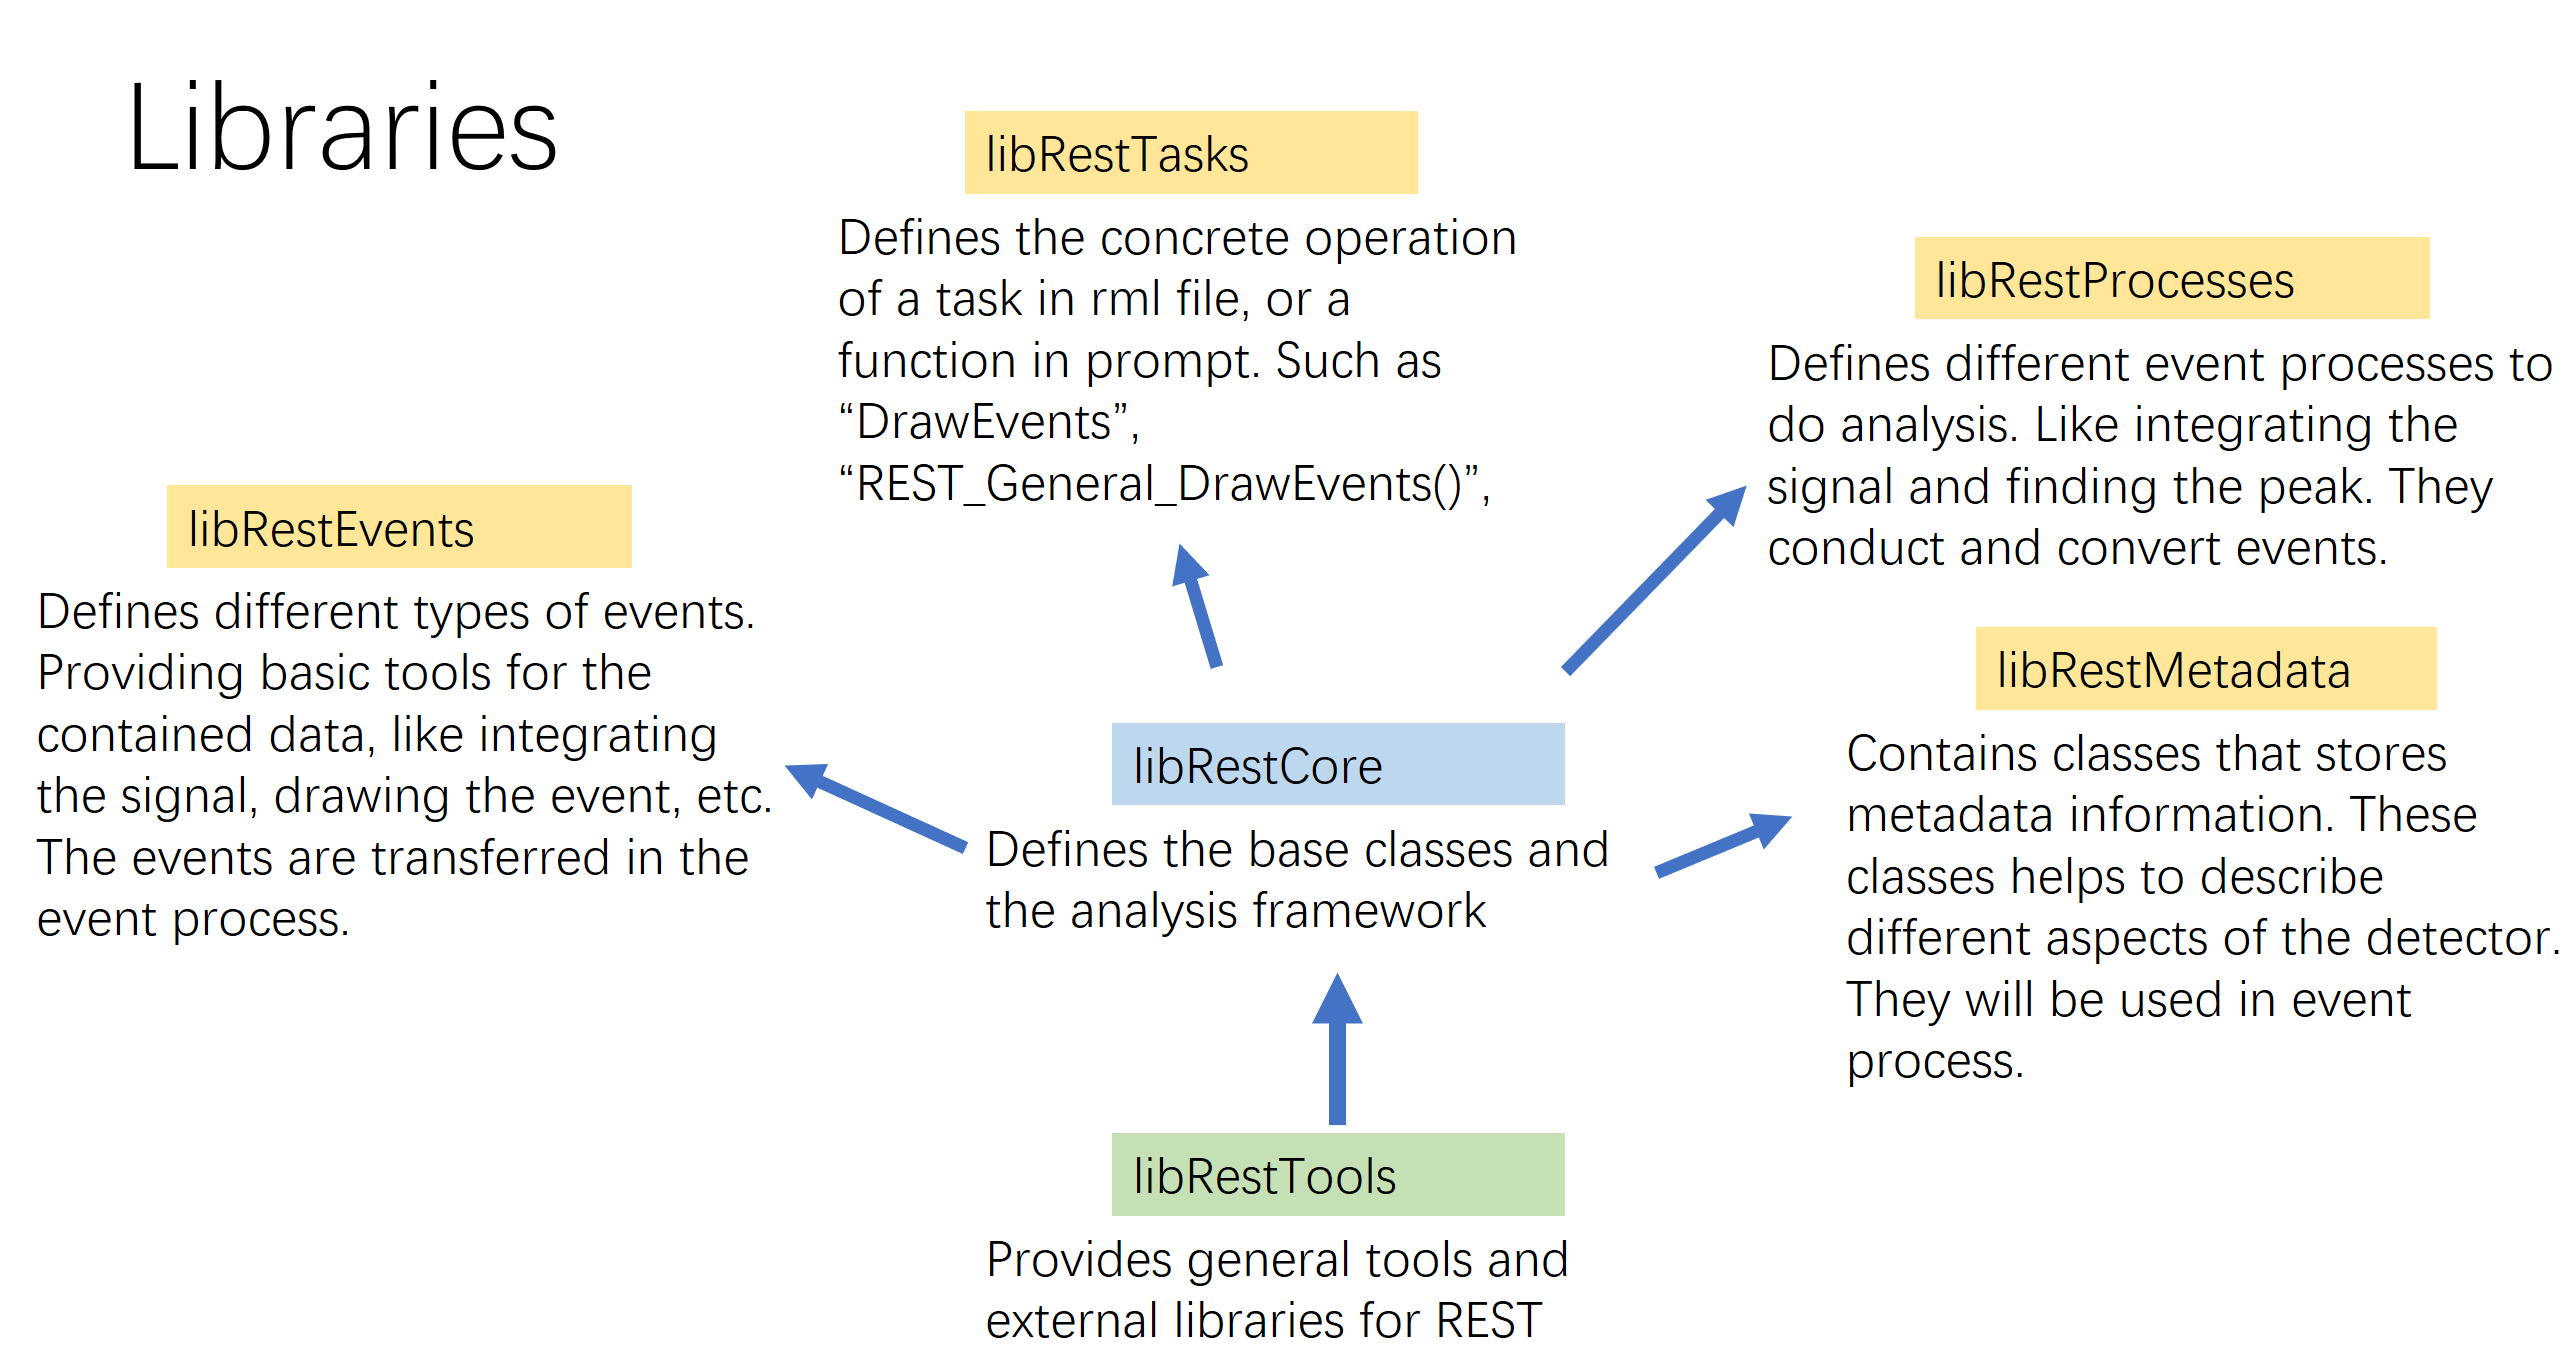 Libraries
libRestTasks
Defines the concrete operation
of a task in rml file, or a
function in prompt. Such as
“DrawEvents”,
“REST_General_DrawEvents()”,
libRestProcesses
Defines different event processes to
do analysis. Like integrating the
signal and finding the peak. They
conduct and convert events.
libRestEvents
Defines different types of events.
Providing basic tools for the
contained data, like integrating
the signal, drawing the event, etc.
The events are transferred in the
event process.
libRestMetadata
Contains classes that stores
metadata information. These
classes helps to describe
different aspects of the detector.
They will be used in event
process.
libRestCore
Defines the base classes and
the analysis framework
libRestTools
Provides general tools and
external libraries for REST